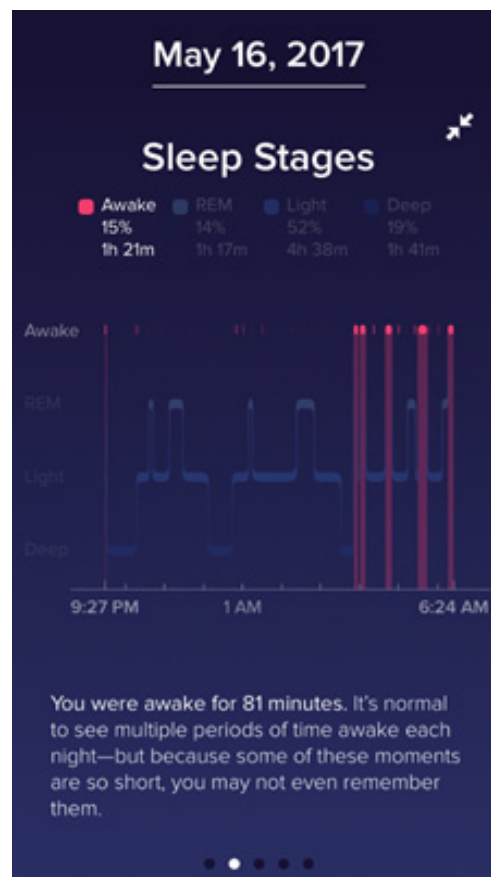 May 16, 2017
Sleep Stages
Awake REM Light Deep
15% 14% 52% 19%
1h 21m 1h 17m 4h 38m 1h 41m
Awake
REM
Light
Deep
9:27 PM 1 AM 6:24 AM
You were awake for 81 minutes. It's normal
to see multiple periods of time awake each
night—but because some of these moments
are so short, you may not even remember
them.